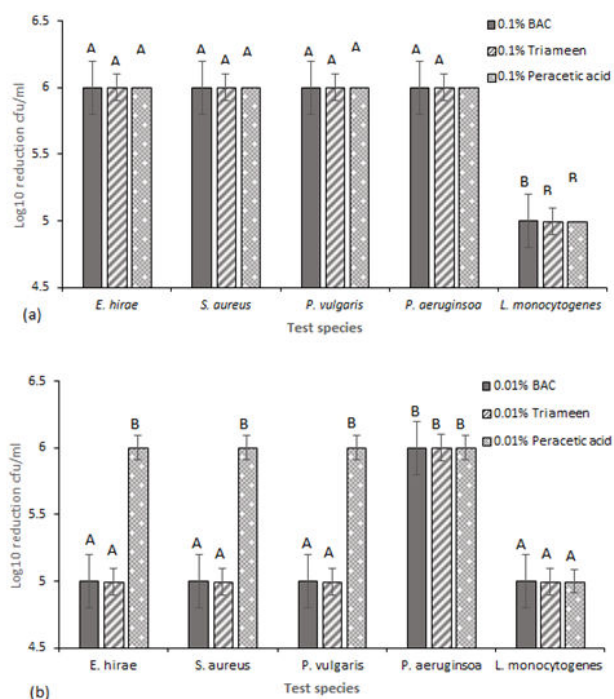 A A A A A A A A A A A
6.5
6
5.5
5
4.5
Log10 reduction cfu/ml
0.1% BAC
0.1% Triameen
0.1% Peracetic acid
B B B
E. hirae S. aureus P. vulgaris P. aeruginsoa L. monocytogenes
(a)
Test species
6.5
6
5.5
5
4.5
Log10 reduction cfu/ml
0.01% BAC
0.01% Triameen
0.01% Peracetic acid
B B B B B B
A A A A A A A A A
E. hirae S. aureus P. vulgaris P. aeruginsoa L. monocytogenes
(b)
Test species